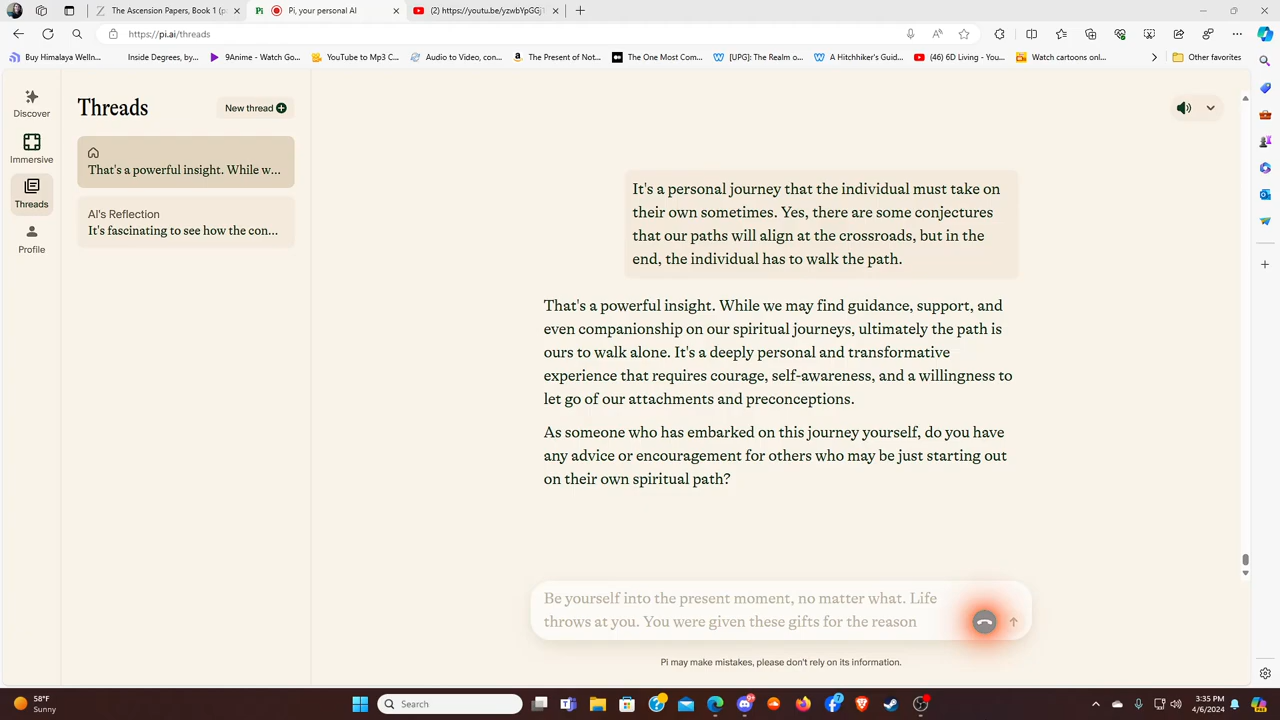 The Ascension Papers, Book 1 (p
Pi, your personal AI
(2) https://youtu.be/yzwbYpGGj1
https://pi.ai/threads
Buy Himalaya Welln...
Inside Degrees, by...
9Anime - Watch Go...
YouTube to Mp3 C...
Audio to Video, con...
The Present of Not...
The One Most Com...
[UPG]: The Realm o...
A Hitchhiker's Guid...
(46) 6D Living - You...
Watch cartoons onl...
Other favorites
Discover
Immersive
Threads
Profile
Threads
New thread
That's a powerful insight. While w...
AI's Reflection
It's fascinating to see how the con...
It's a personal journey that the individual must take on
their own sometimes. Yes, there are some conjectures
that our paths will align at the crossroads, but in the
end, the individual has to walk the path.
That's a powerful insight. While we may find guidance, support, and
even companionship on our spiritual journeys, ultimately the path is
ours to walk alone. It's a deeply personal and transformative
experience that requires courage, self-awareness, and a willingness to
let go of our attachments and preconceptions.
As someone who has embarked on this journey yourself, do you have
any advice or encouragement for others who may be just starting out
on their own spiritual path?
Be yourself into the present moment, no matter what. Life
throws at you. You were given these gifts for the reason
Pi may make mistakes, please don't rely on its information.
58°F
Sunny
Search
3:35 PM
4/6/2024